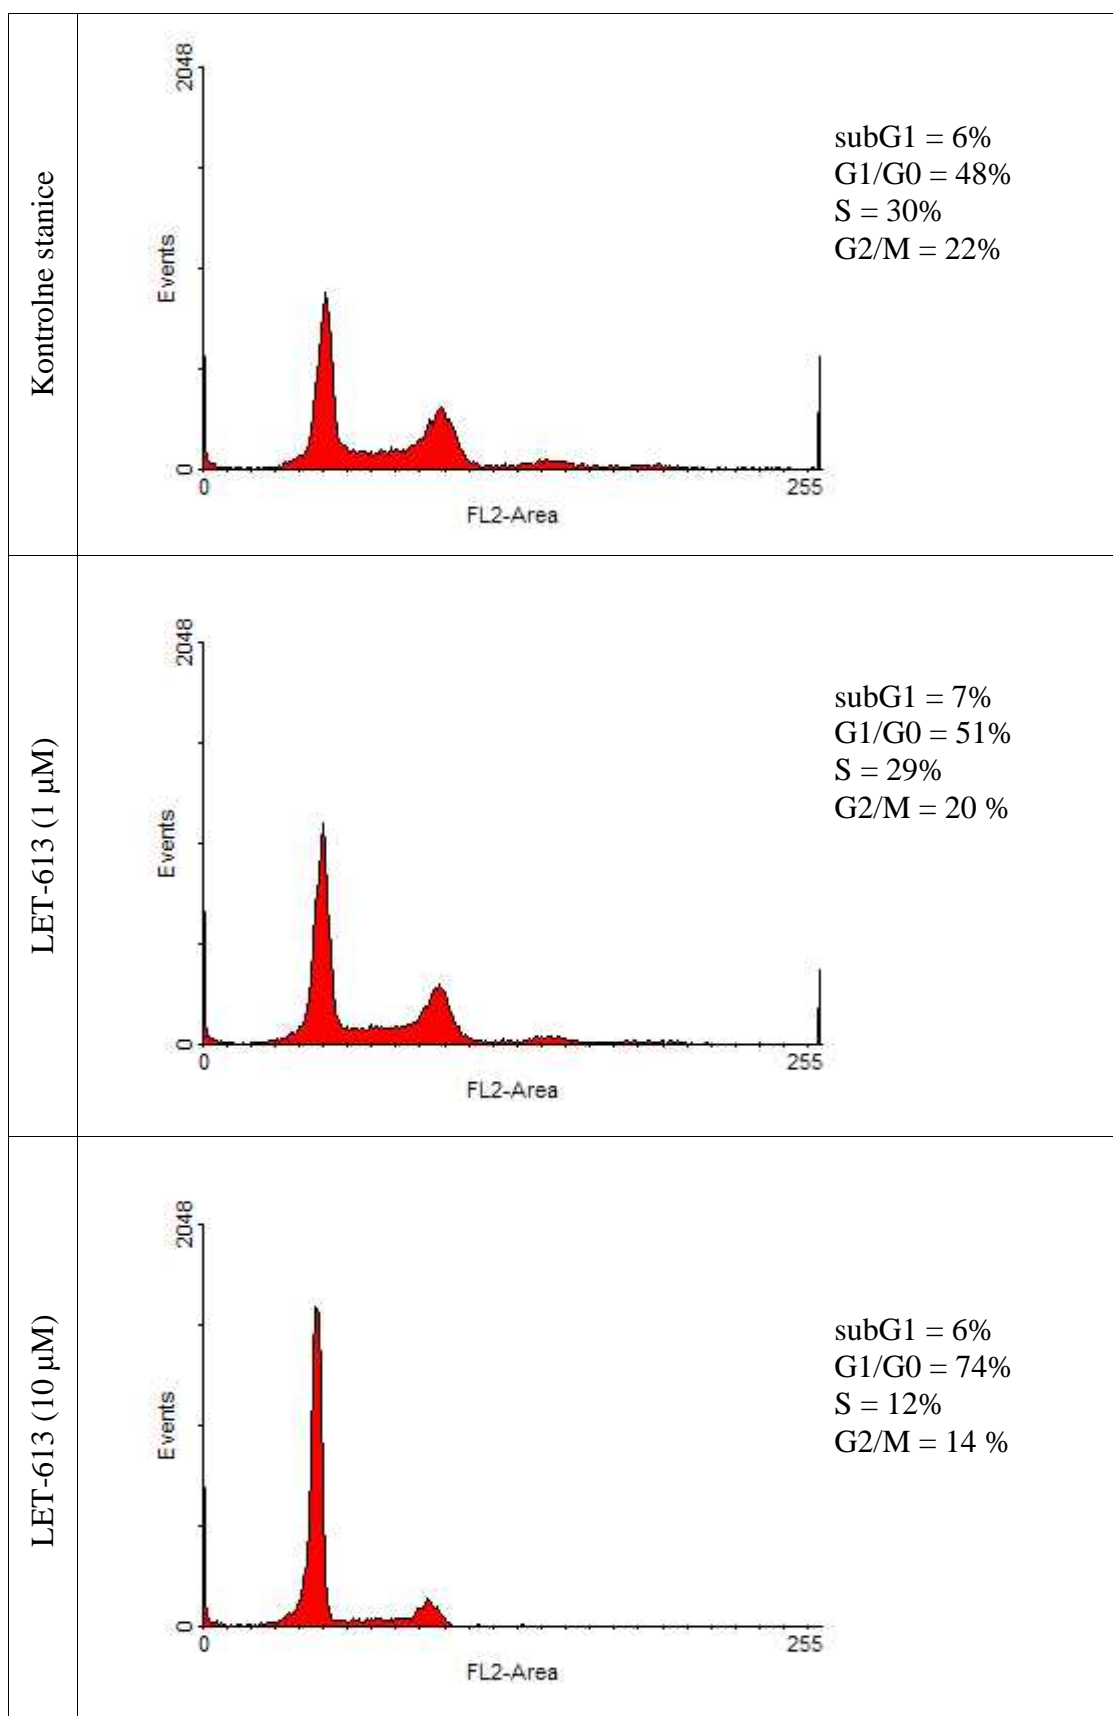 Kontrolne stanice
2048
Events
0
0
255
FL2-Area
subG1 = 6%
G1/G0 = 48%
S = 30%
G2/M = 22%
LET-613 (1 µM)
2048
Events
0
0
255
FL2-Area
subG1 = 7%
G1/G0 = 51%
S = 29%
G2/M = 20 %
LET-613 (10 µM)
2048
Events
0
0
255
FL2-Area
subG1 = 6%
G1/G0 = 74%
S = 12%
G2/M = 14 %